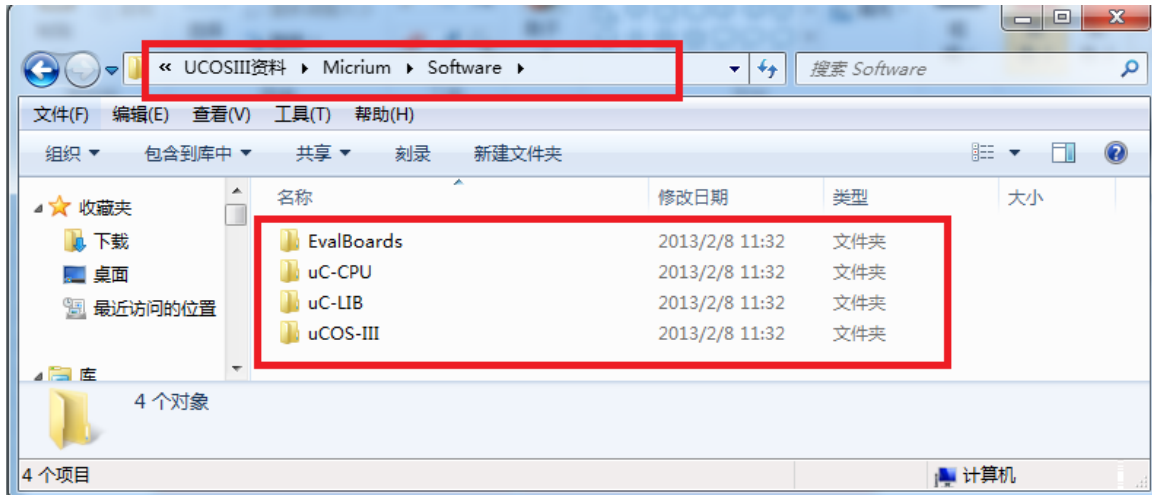 « UCOSIII资料 ▸ Micrium ▸ Software ▸ 搜索 Software
文件(F) 编辑(E) 查看(V) 工具(T) 帮助(H)
组织 包含到库中 共享 刻录 新建文件夹
收藏夹
下载
桌面
最近访问的位置
库
名称 修改日期 类型 大小
EvalBoards 2013/2/8 11:32 文件夹
uC-CPU 2013/2/8 11:32 文件夹
uC-LIB 2013/2/8 11:32 文件夹
uCOS-III 2013/2/8 11:32 文件夹
4 个对象
4 个项目 计算机